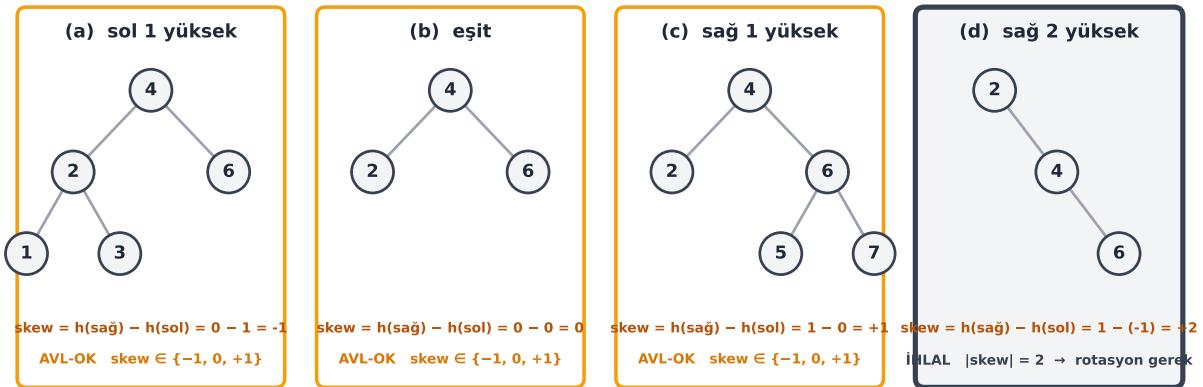 (a) sol 1 yüksek
4
2
6
1
3
skew = h(sağ) − h(sol) = 0 − 1 = -1
AVL-OK skew ∈ {−1, 0, +1}
(b) eşit
4
2
6
skew = h(sağ) − h(sol) = 0 − 0 = 0
AVL-OK skew ∈ {−1, 0, +1}
(c) sağ 1 yüksek
4
2
6
5
7
skew = h(sağ) − h(sol) = 1 − 0 = +1
AVL-OK skew ∈ {−1, 0, +1}
(d) sağ 2 yüksek
2
4
6
skew = h(sağ) − h(sol) = 1 − (-1) = +2
İHLAL |skew| = 2 → rotasyon gerek